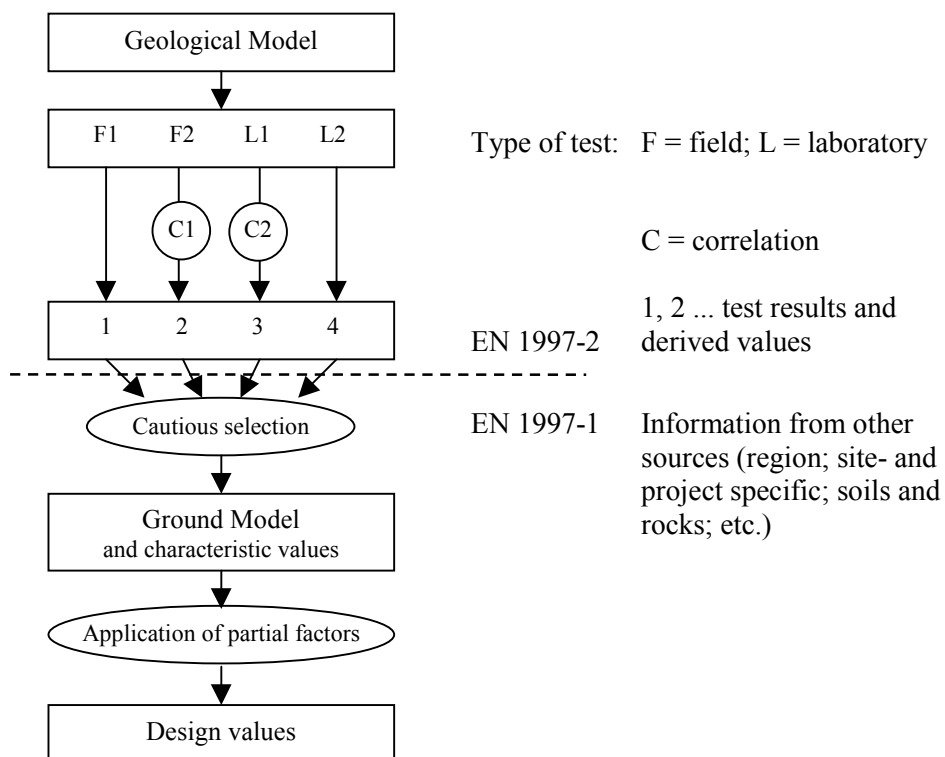 Geological Model
F1 F2 L1 L2
Type of test: F = field; L = laboratory
C1 C2
C = correlation
1 2 3 4
1, 2 ... test results and
EN 1997-2 derived values
Cautious selection
EN 1997-1 Information from other
sources (region; site- and
project specific; soils and
rocks; etc.)
Ground Model
and characteristic values
Application of partial factors
Design values